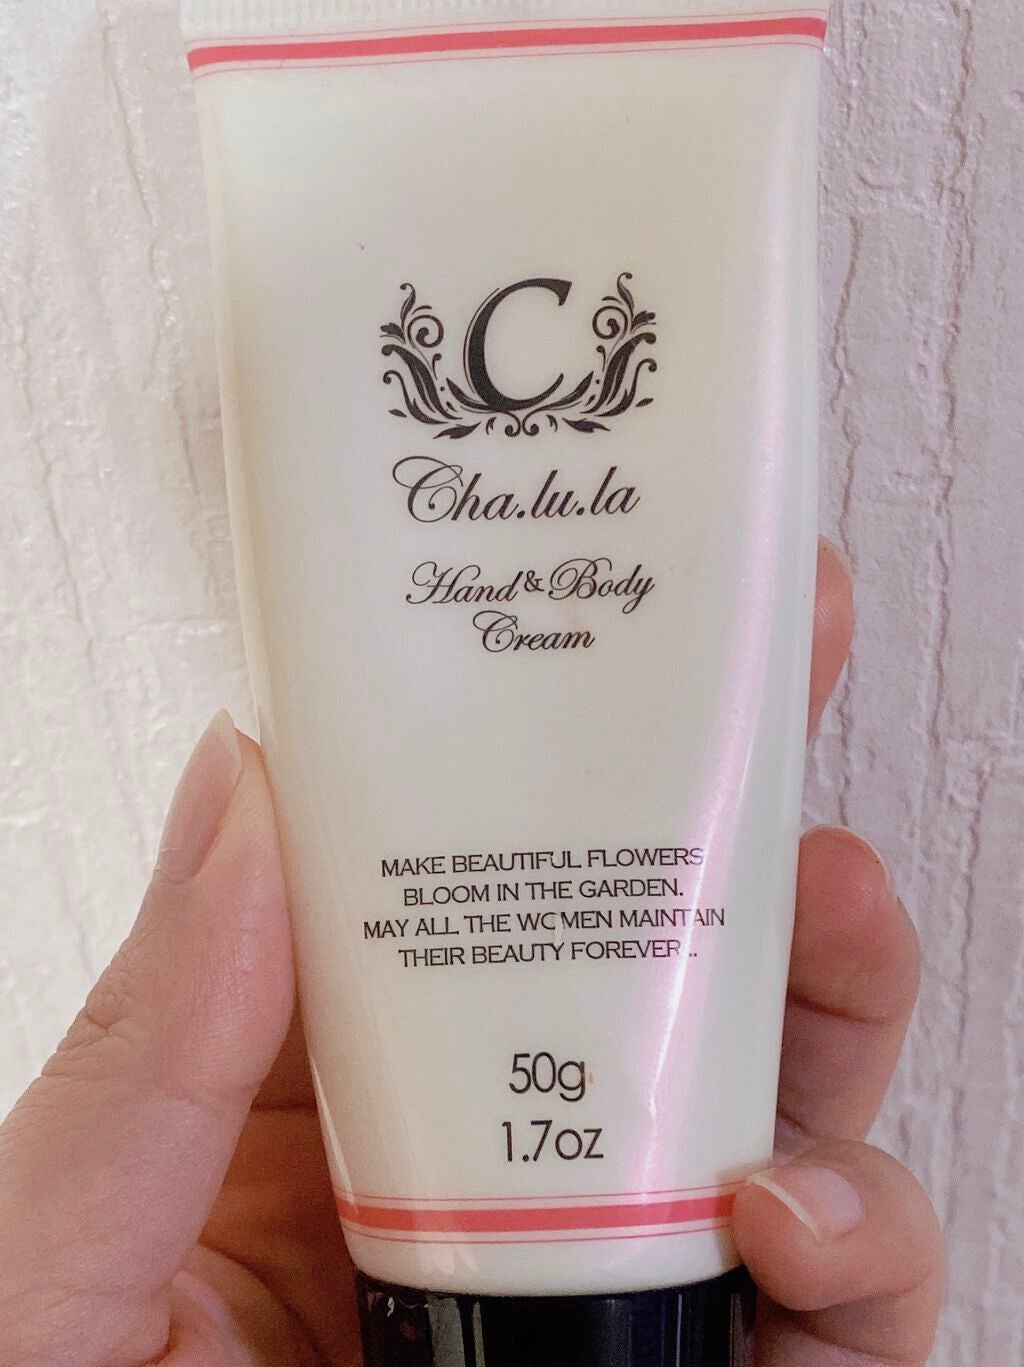 C
Cha.lu.la
Hand & Body
Cream
MAKE BEAUTIFUL FLOWERS
BLOOM IN THE GARDEN.
MAY ALL THE WOMEN MAINTAIN
THEIR BEAUTY FOREVER...
50g
1.7oz